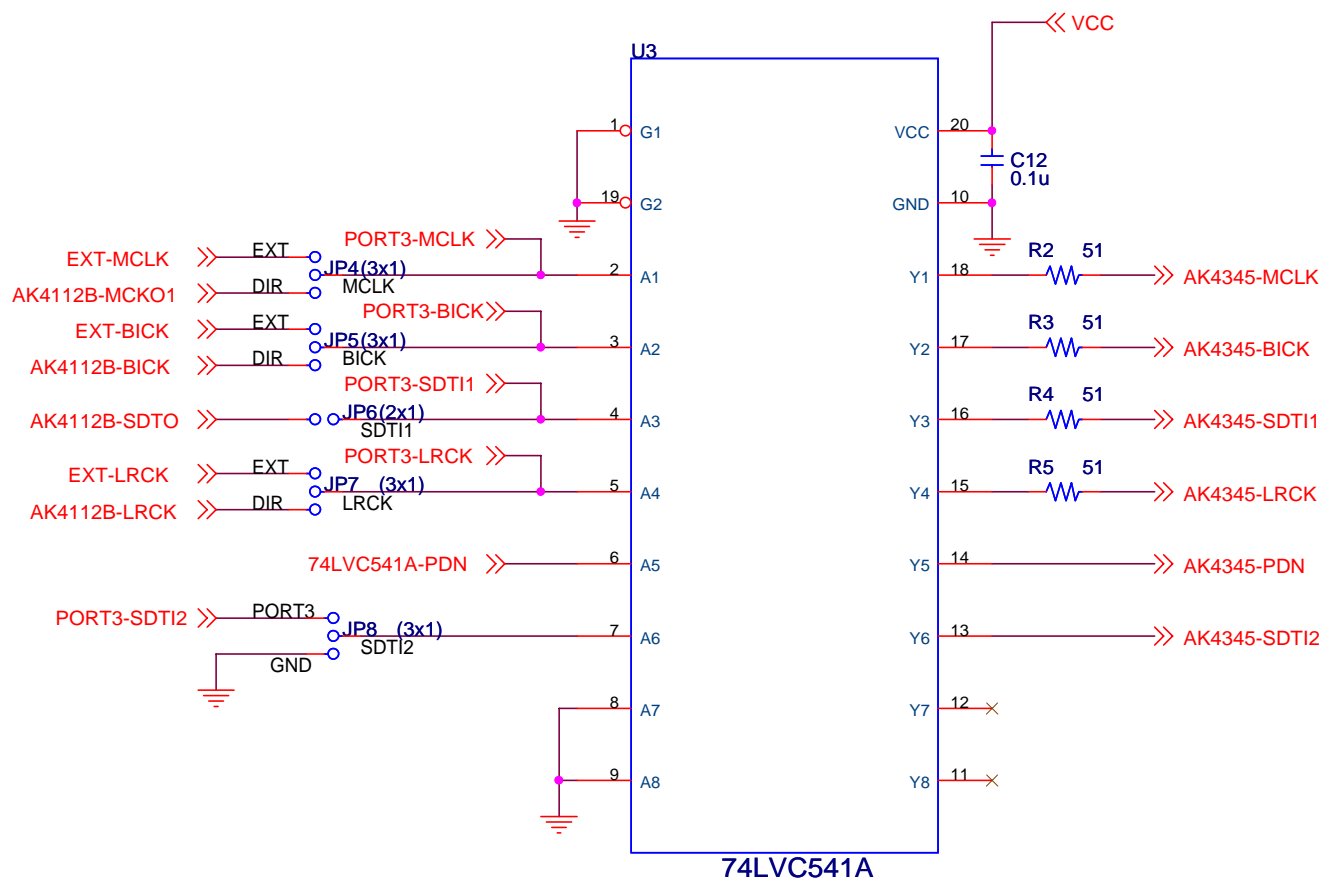 VCC
U3
1 G1 VCC 20
C12
0.1u
19 G2 GND 10
PORT3-MCLK
EXT-MCLK EXT R2 51
JP4(3x1) 2 A1 Y1 18 AK4345-MCLK
AK4112B-MCKO1 DIR MCLK
PORT3-BICK
EXT-BICK EXT R3 51
JP5(3x1) 3 A2 Y2 17 AK4345-BICK
AK4112B-BICK DIR BICK
PORT3-SDTI1 R4 51
AK4112B-SDTO JP6(2x1) 4 A3 Y3 16 AK4345-SDTI1
SDTI1
PORT3-LRCK
EXT-LRCK EXT R5 51
JP7 (3x1) 5 A4 Y4 15 AK4345-LRCK
AK4112B-LRCK DIR LRCK
74LVC541A-PDN 6 A5 Y5 14 AK4345-PDN
PORT3-SDTI2 PORT3
JP8 (3x1) 7 A6 Y6 13 AK4345-SDTI2
SDTI2
GND
8 A7 Y7 12
9 A8 Y8 11
74LVC541A